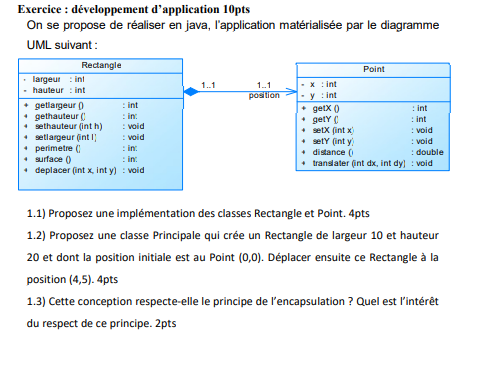 Exercice : développement d'application 10pts
On se propose de réaliser en java, l'application matérialisée par le diagramme
UML suivant :
Rectangle
- largeur : int
- hauteur : int
+ getlargeur () : int
+ gethauteur () : int
+ sethauteur (int h) : void
+ setlargeur (int l) : void
+ perimetre () : int
+ surface () : int
+ deplacer (int x, int y) : void
1..1 1..1
position
Point
- x : int
- y : int
+ getX () : int
+ getY () : int
+ setX (int x) : void
+ setY (int y) : void
+ distance () : double
+ translater (int dx, int dy) : void
1.1) Proposez une implémentation des classes Rectangle et Point. 4pts
1.2) Proposez une classe Principale qui crée un Rectangle de largeur 10 et hauteur
20 et dont la position initiale est au Point (0,0). Déplacer ensuite ce Rectangle à la
position (4,5). 4pts
1.3) Cette conception respecte-elle le principe de l'encapsulation ? Quel est l'intérêt
du respect de ce principe. 2pts